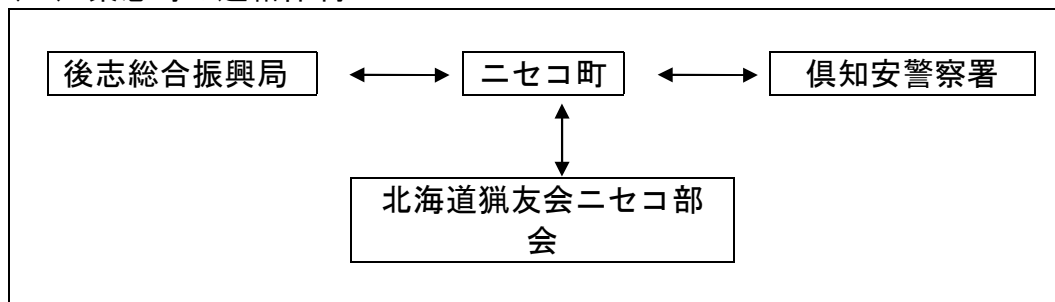 後志総合振興局
ニセコ町
倶知安警察署
北海道猟友会ニセコ部
会